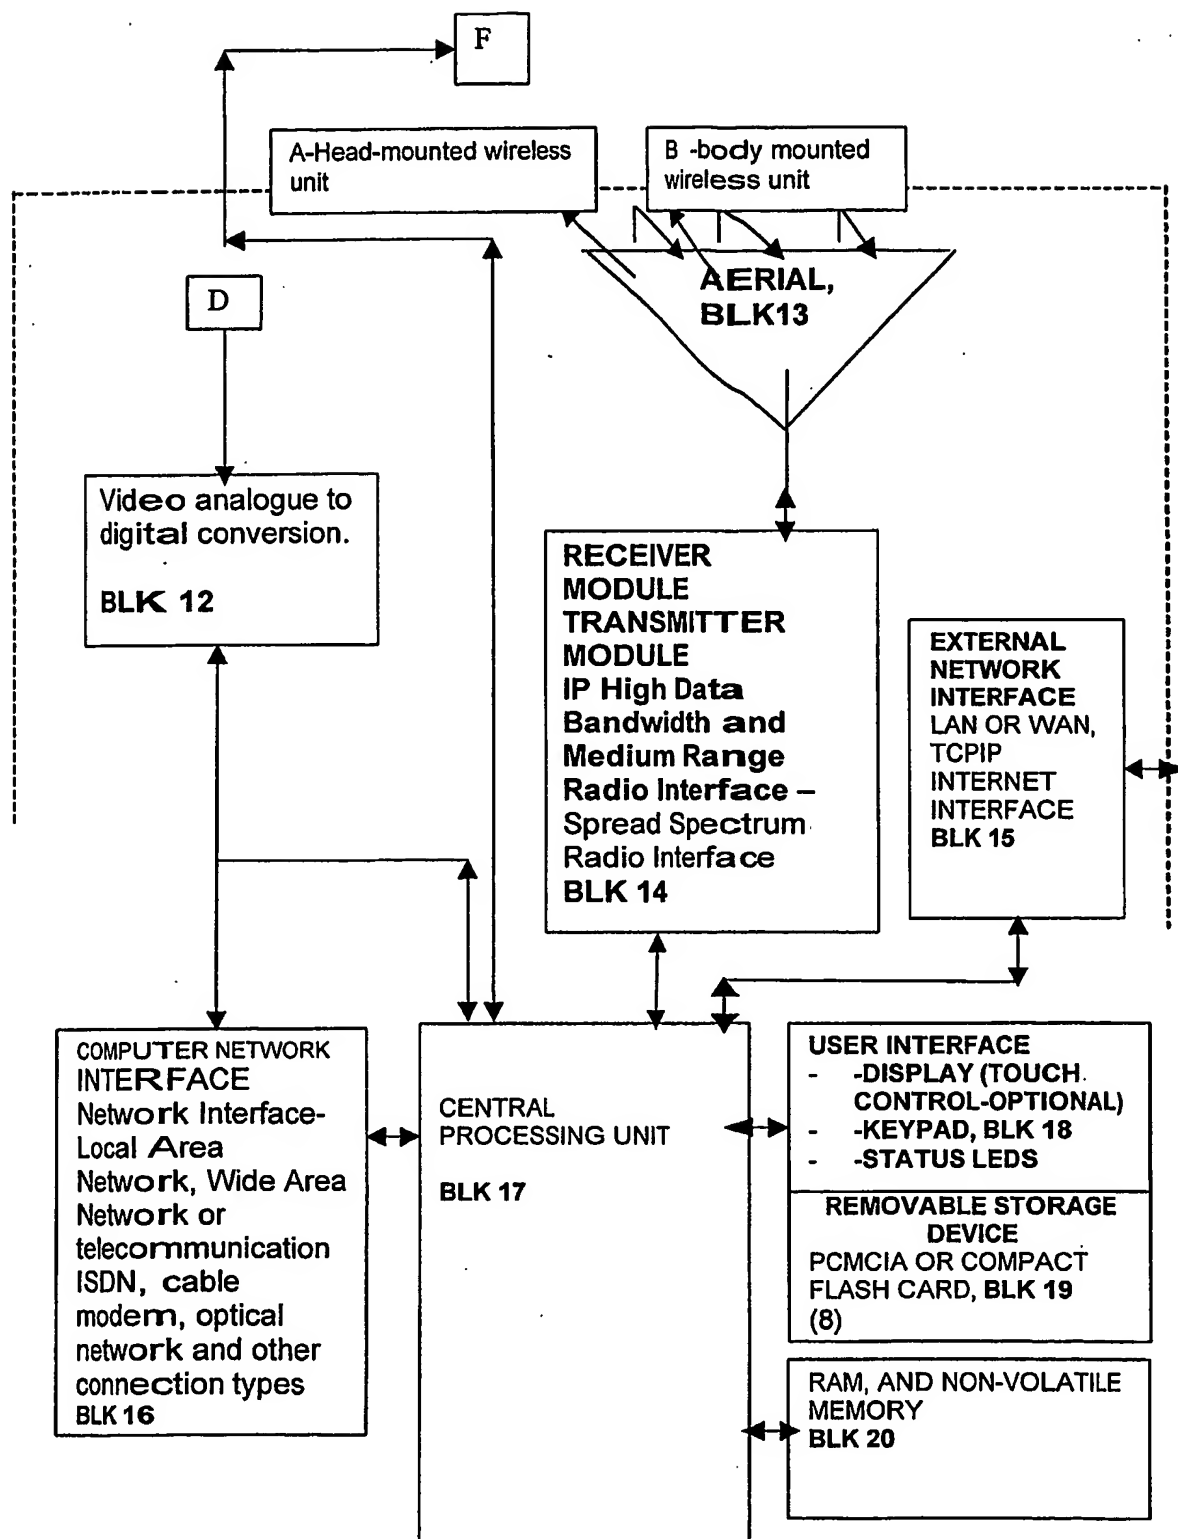 F
A-Head-mounted wireless
unit
B -body mounted
wireless unit
AERIAL,
BLK13
D
Video analogue to
digital conversion.
BLK 12
RECEIVER
MODULE
TRANSMITTER
MODULE
IP High Data
Bandwidth and
Medium Range
Radio Interface –
Spread Spectrum
Radio Interface
BLK 14
EXTERNAL
NETWORK
INTERFACE
LAN OR WAN,
TCPIP
INTERNET
INTERFACE
BLK 15
COMPUTER NETWORK
INTERFACE
Network Interface-
Local Area
Network, Wide Area
Network or
telecommunication
ISDN, cable
modem, optical
network and other
connection types
BLK 16
CENTRAL
PROCESSING UNIT
BLK 17
USER INTERFACE
- -DISPLAY (TOUCH
CONTROL-OPTIONAL)
- -KEYPAD, BLK 18
- -STATUS LEDS
REMOVABLE STORAGE
DEVICE
PCMCIA OR COMPACT
FLASH CARD, BLK 19
(8)
RAM, AND NON-VOLATILE
MEMORY
BLK 20